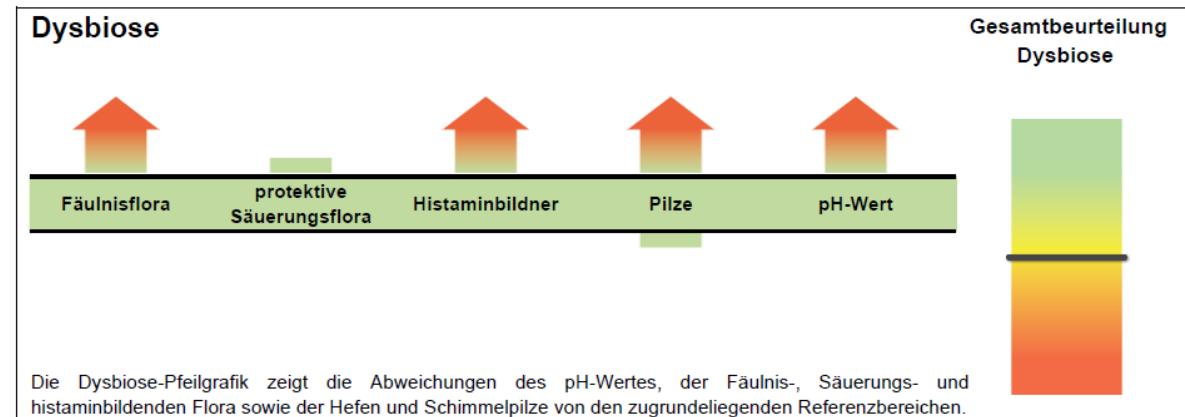 Dysbiose
Gesamtbeurteilung
Dysbiose
Fäulnisflora
protektive
Säuerungsflora
Histaminbildner
Pilze
pH-Wert
Die Dysbiose-Pfeilgrafik zeigt die Abweichungen des pH-Wertes, der Fäulnis-, Säuerungs- und
histaminbildenden Flora sowie der Hefen und Schimmelpilze von den zugrundeliegenden Referenzbereichen.